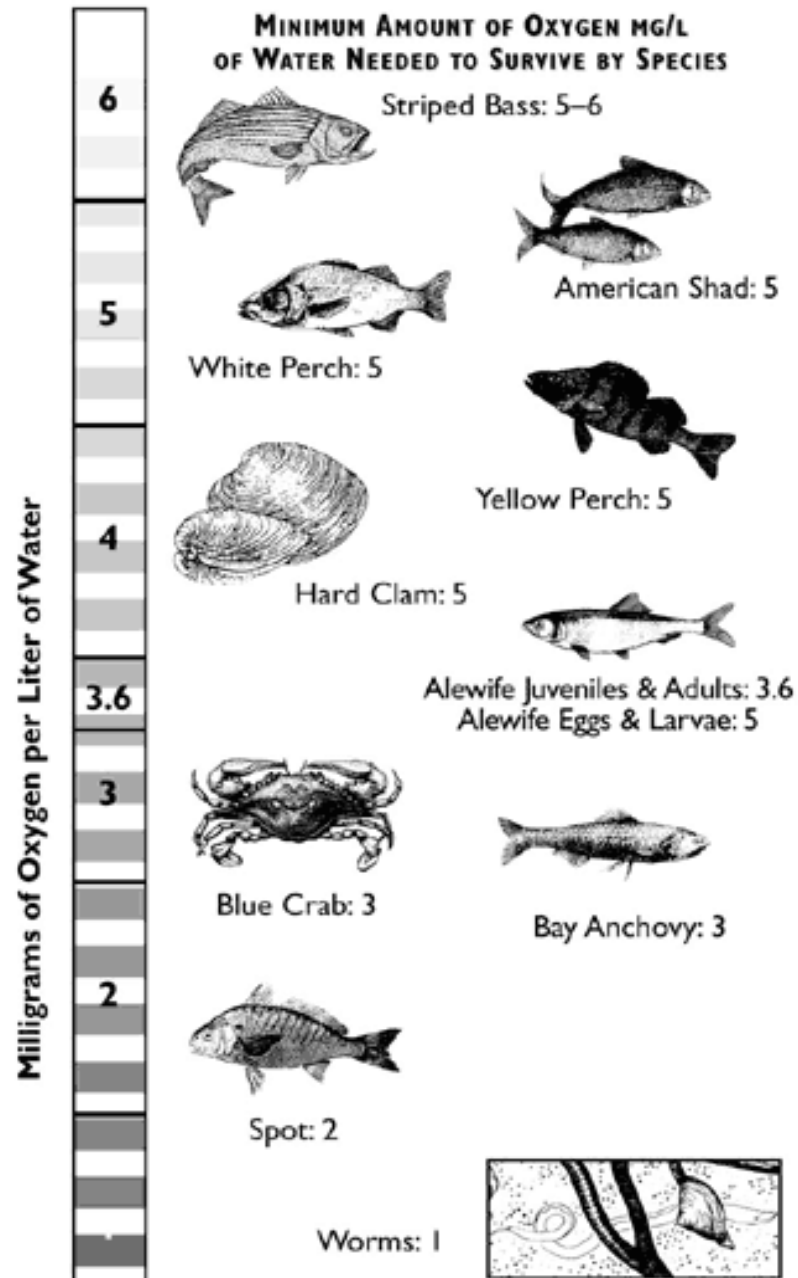 MINIMUM AMOUNT OF OXYGEN MG/L
OF WATER NEEDED TO SURVIVE BY SPECIES
6
Striped Bass: 5–6
American Shad: 5
5
White Perch: 5
Yellow Perch: 5
4
Hard Clam: 5
Milligrams of Oxygen per Liter of Water
3.6
Alewife Juveniles & Adults: 3.6
Alewife Eggs & Larvae: 5
3
Blue Crab: 3
Bay Anchovy: 3
2
Spot: 2
Worms: 1